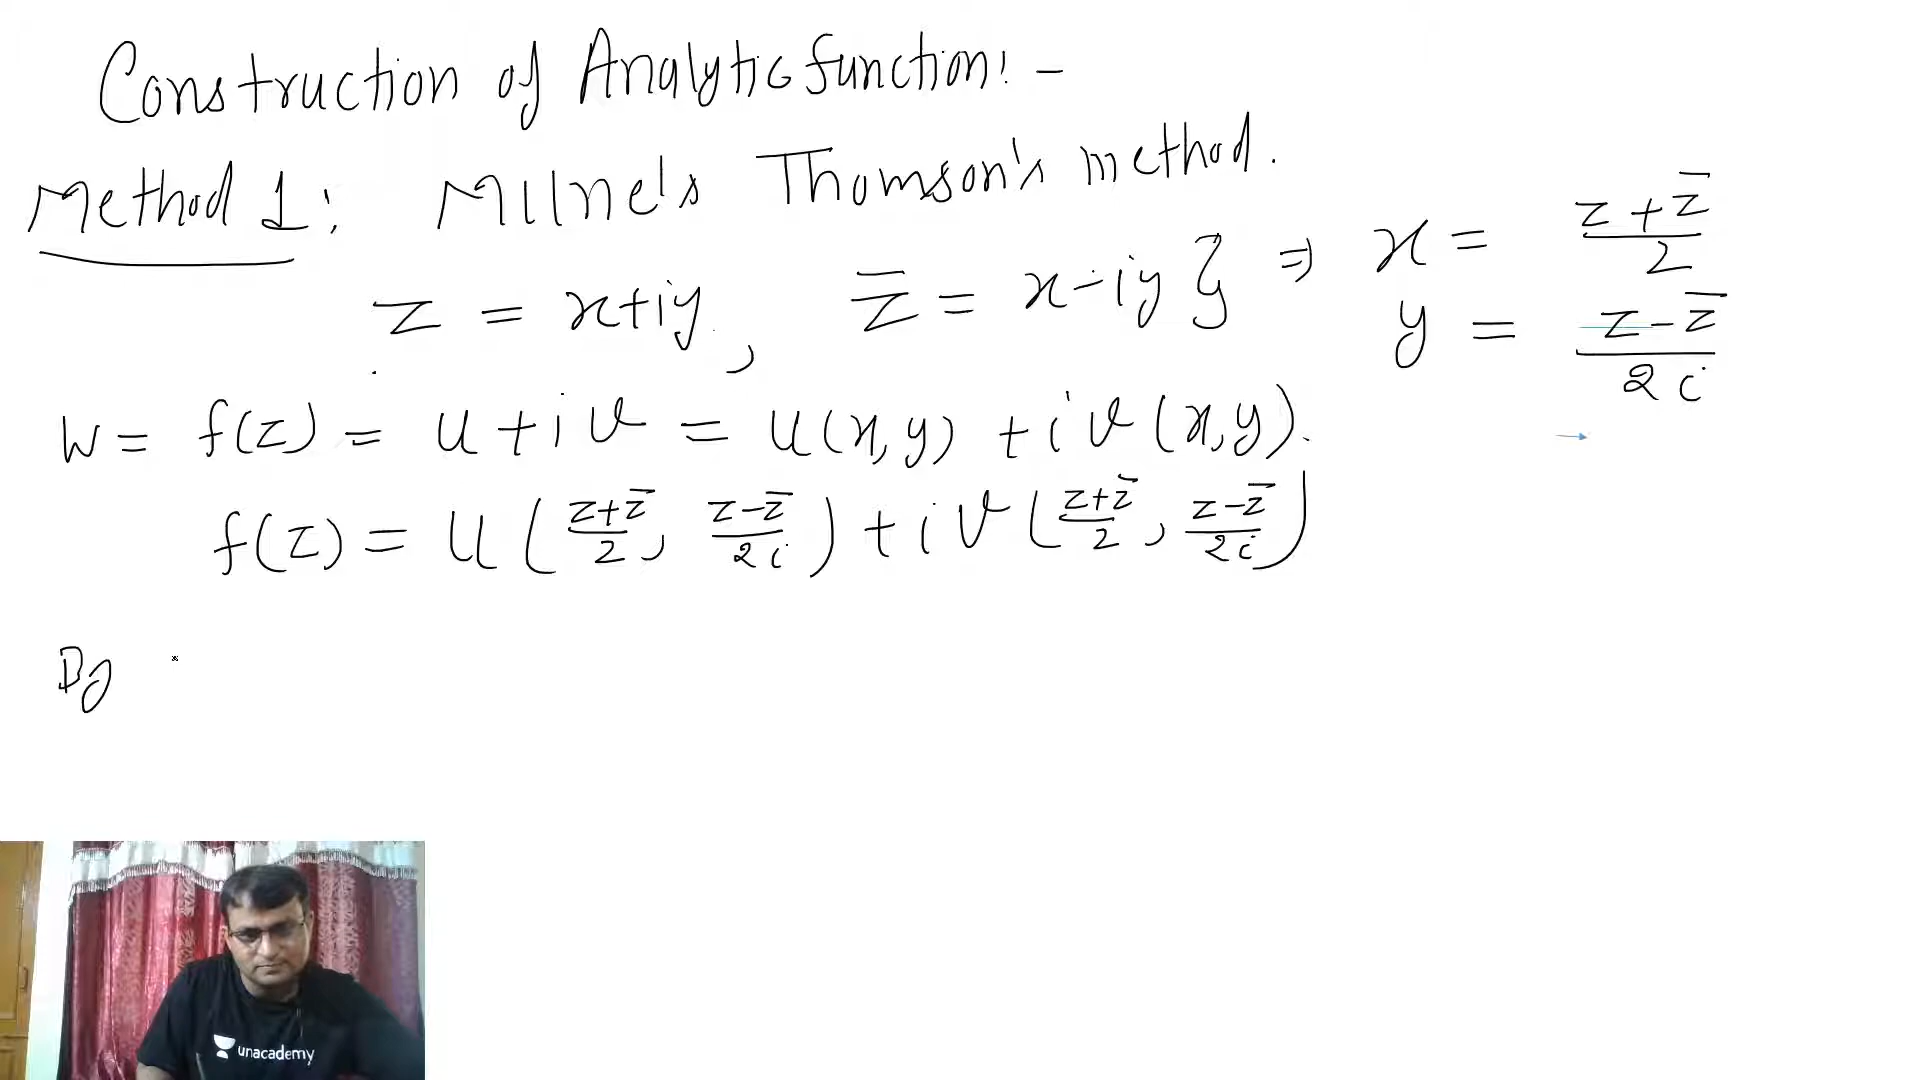 Construction of Analytic function: -
Method 1: Milne's Thomson's method.
z = x+iy, z̄ = x-iy } ⇒ x = (z+z̄)/2
y = (z-z̄)/2i
W = f(z) = u+iv = u(x,y) + iv(x,y).
f(z) = u((z+z̄)/2, (z-z̄)/2i) + iv((z+z̄)/2, (z-z̄)/2i)
By
unacademy